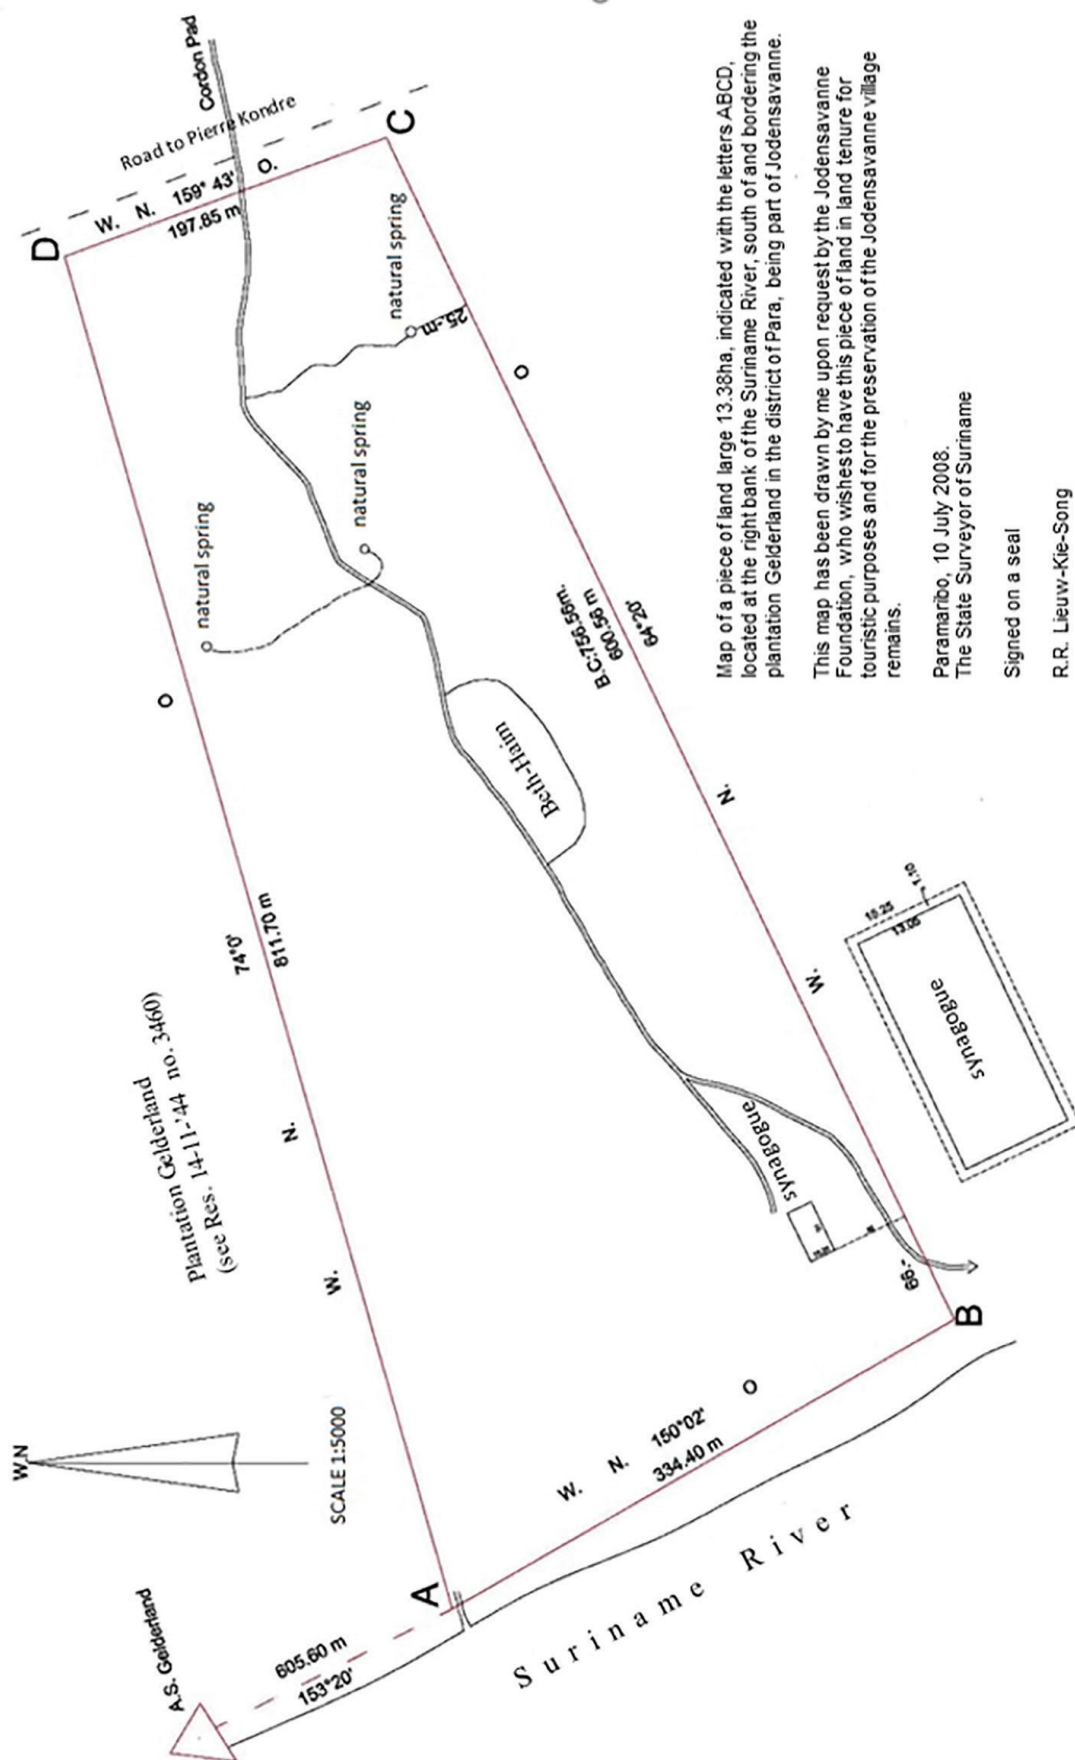 W.N
SCALE 1:5000
A.S. Gelderland
605.60 m
153°20'
A
Plantation Gelderland
(see Res. 14-11-'44 no. 3460)
W. N. O
74°0'
811.70 m
D
Cordon Pad
Road to Pierre Kondre
W. N. 159° 43' O.
197.85 m
C
natural spring
natural spring
natural spring
25.-m
Beth-Haim
synagogue
66.-
B
W. N. 150°02' O
334.40 m
Suriname River
W. N. O
B.C:756.56m.
600.56 m
64°20'
synagogue
13.05
1.10
Map of a piece of land large 13.38ha, indicated with the letters ABCD,
located at the right bank of the Suriname River, south of and bordering the
plantation Gelderland in the district of Para, being part of Jodensavanne.
This map has been drawn by me upon request by the Jodensavanne
Foundation, who wishes to have this piece of land in land tenure for
touristic purposes and for the preservation of the Jodensavanne village
remains.
Paramaribo, 10 July 2008.
The State Surveyor of Suriname
Signed on a seal
R.R. Lieuw-Kie-Song